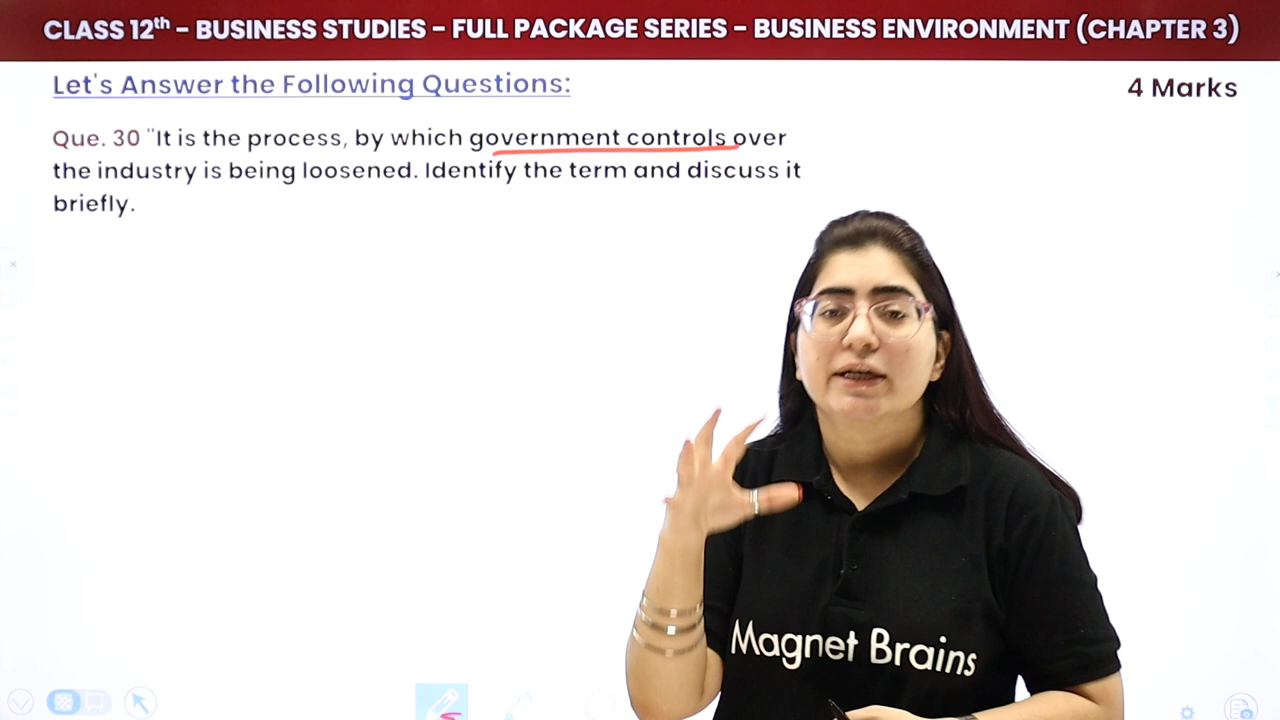 CLASS 12th – BUSINESS STUDIES – FULL PACKAGE SERIES – BUSINESS ENVIRONMENT (CHAPTER 3)
Let's Answer the Following Questions:
4 Marks
Que. 30 "It is the process, by which government controls over
the industry is being loosened. Identify the term and discuss it
briefly.
Magnet Brains